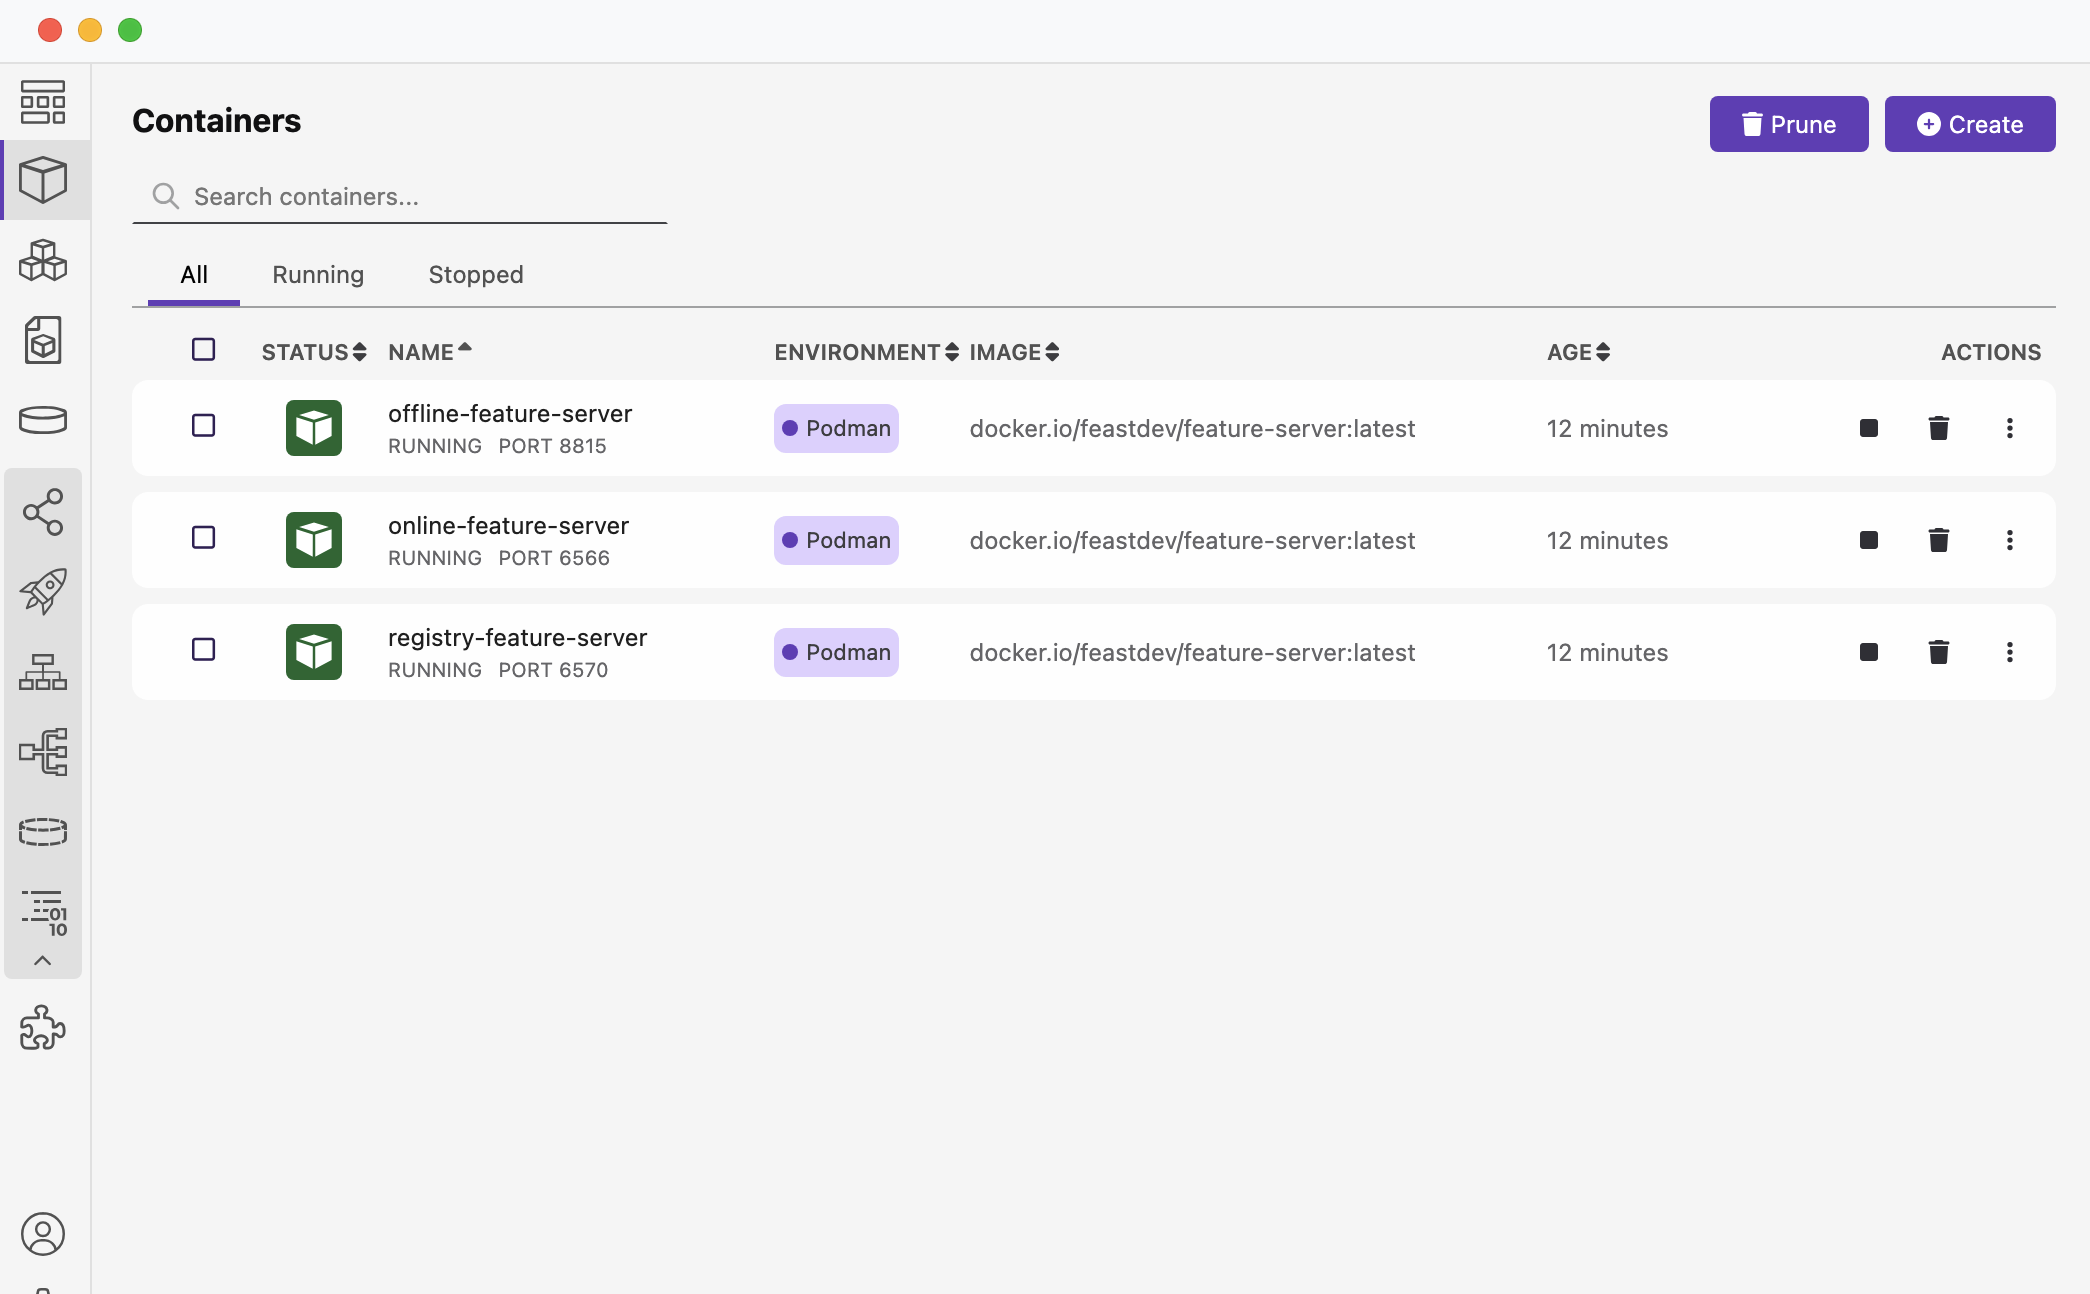 Containers
Prune
Create
Search containers...
All Running Stopped
STATUS NAME ENVIRONMENT IMAGE AGE ACTIONS
offline-feature-server
RUNNING PORT 8815
Podman
docker.io/feastdev/feature-server:latest
12 minutes
online-feature-server
RUNNING PORT 6566
Podman
docker.io/feastdev/feature-server:latest
12 minutes
registry-feature-server
RUNNING PORT 6570
Podman
docker.io/feastdev/feature-server:latest
12 minutes
01
10